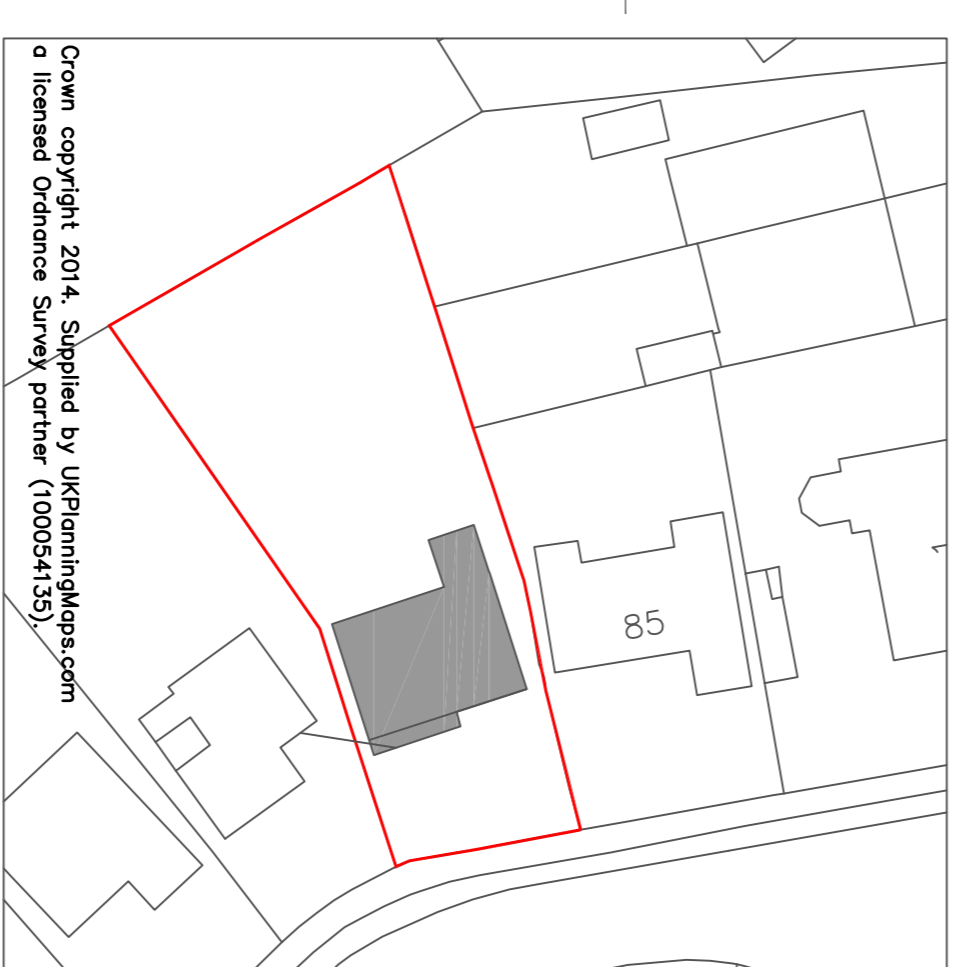 Crown copyright 2014. Supplied by UKPlanningMaps.com
a licensed Ordnance Survey partner (100054135).
85